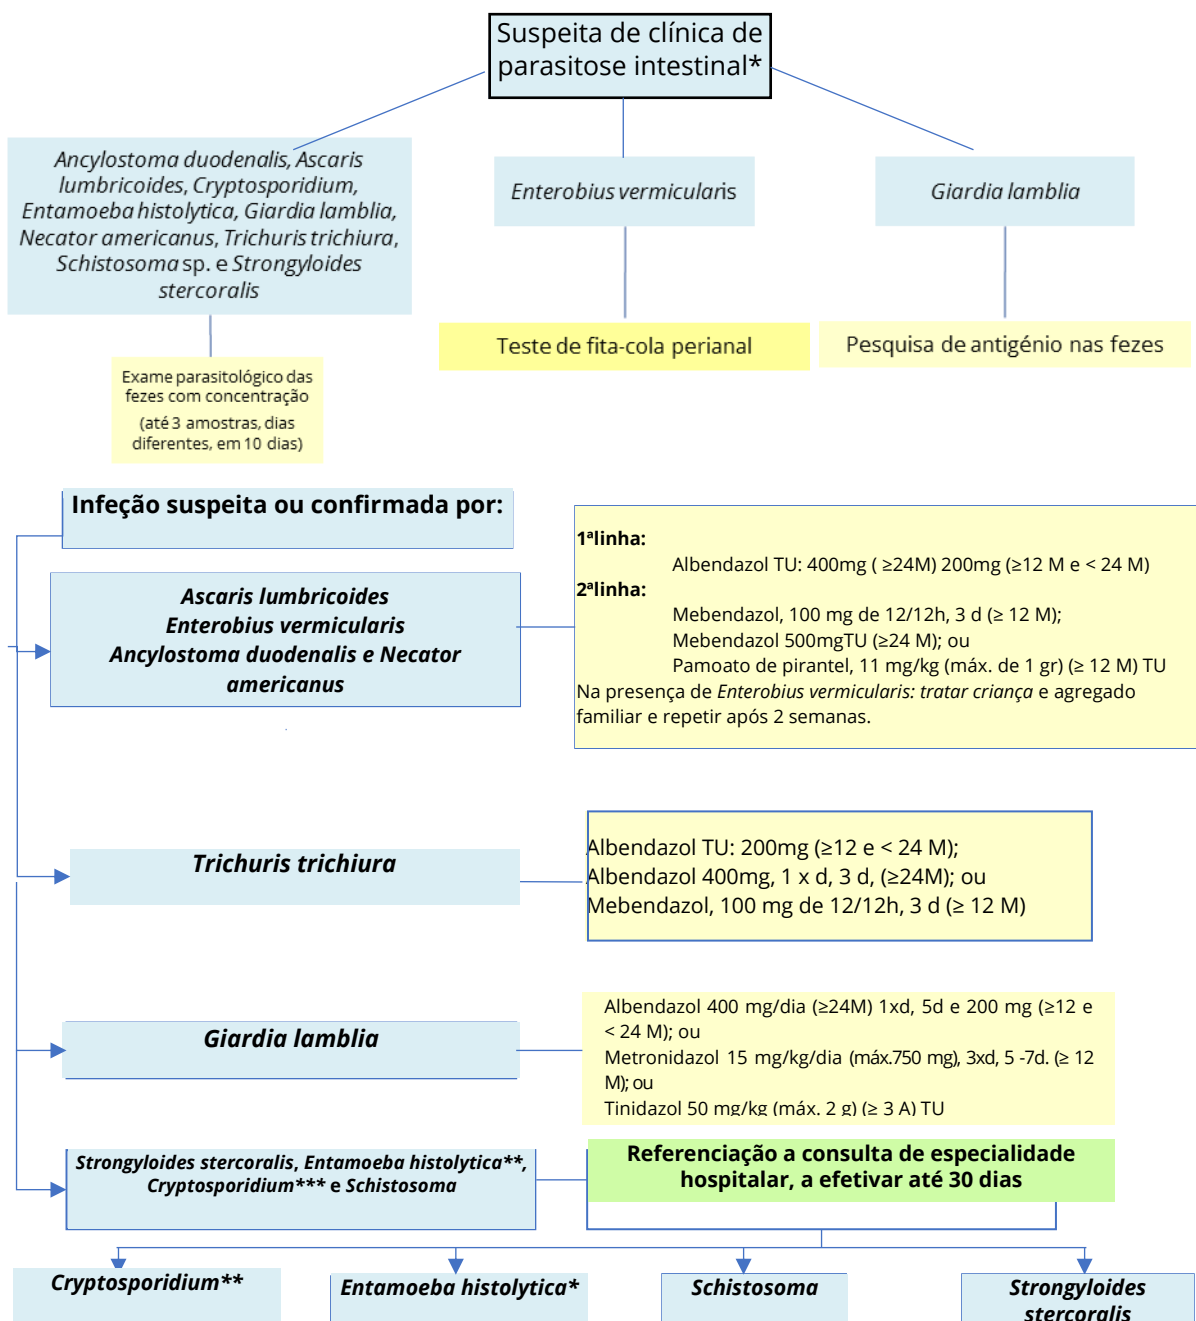 Suspeita de clínica de
parasitose intestinal*
Ancylostoma duodenalis, Ascaris
lumbricoides, Cryptosporidium,
Entamoeba histolytica, Giardia lamblia,
Necator americanus, Trichuris trichiura,
Schistosoma sp. e Strongyloides
stercoralis
Enterobius vermicularis
Giardia lamblia
Exame parasitológico das
fezes com concentração
(até 3 amostras, dias
diferentes, em 10 dias)
Teste de fita-cola perianal
Pesquisa de antigénio nas fezes
Infeção suspeita ou confirmada por:
Ascaris lumbricoides
Enterobius vermicularis
Ancylostoma duodenalis e Necator
americanus
1ªlinha:
Albendazol TU: 400mg ( ≥24M) 200mg (≥12 M e < 24 M)
2ªlinha:
Mebendazol, 100 mg de 12/12h, 3 d (≥ 12 M);
Mebendazol 500mgTU (≥24 M); ou
Pamoato de pirantel, 11 mg/kg (máx. de 1 gr) (≥ 12 M) TU
Na presença de Enterobius vermicularis: tratar criança e agregado
familiar e repetir após 2 semanas.
Trichuris trichiura
Albendazol TU: 200mg (≥12 e < 24 M);
Albendazol 400mg, 1 x d, 3 d, (≥24M); ou
Mebendazol, 100 mg de 12/12h, 3 d (≥ 12 M)
Giardia lamblia
Albendazol 400 mg/dia (≥24M) 1xd, 5d e 200 mg (≥12 e
< 24 M); ou
Metronidazol 15 mg/kg/dia (máx.750 mg), 3xd, 5 -7d. (≥ 12
M); ou
Tinidazol 50 mg/kg (máx. 2 g) (≥ 3 A) TU
Strongyloides stercoralis, Entamoeba histolytica**,
Cryptosporidium*** e Schistosoma
Referenciação a consulta de especialidade
hospitalar, a efetivar até 30 dias
Cryptosporidium**
Entamoeba histolytica*
Schistosoma
Strongyloides
stercoralis